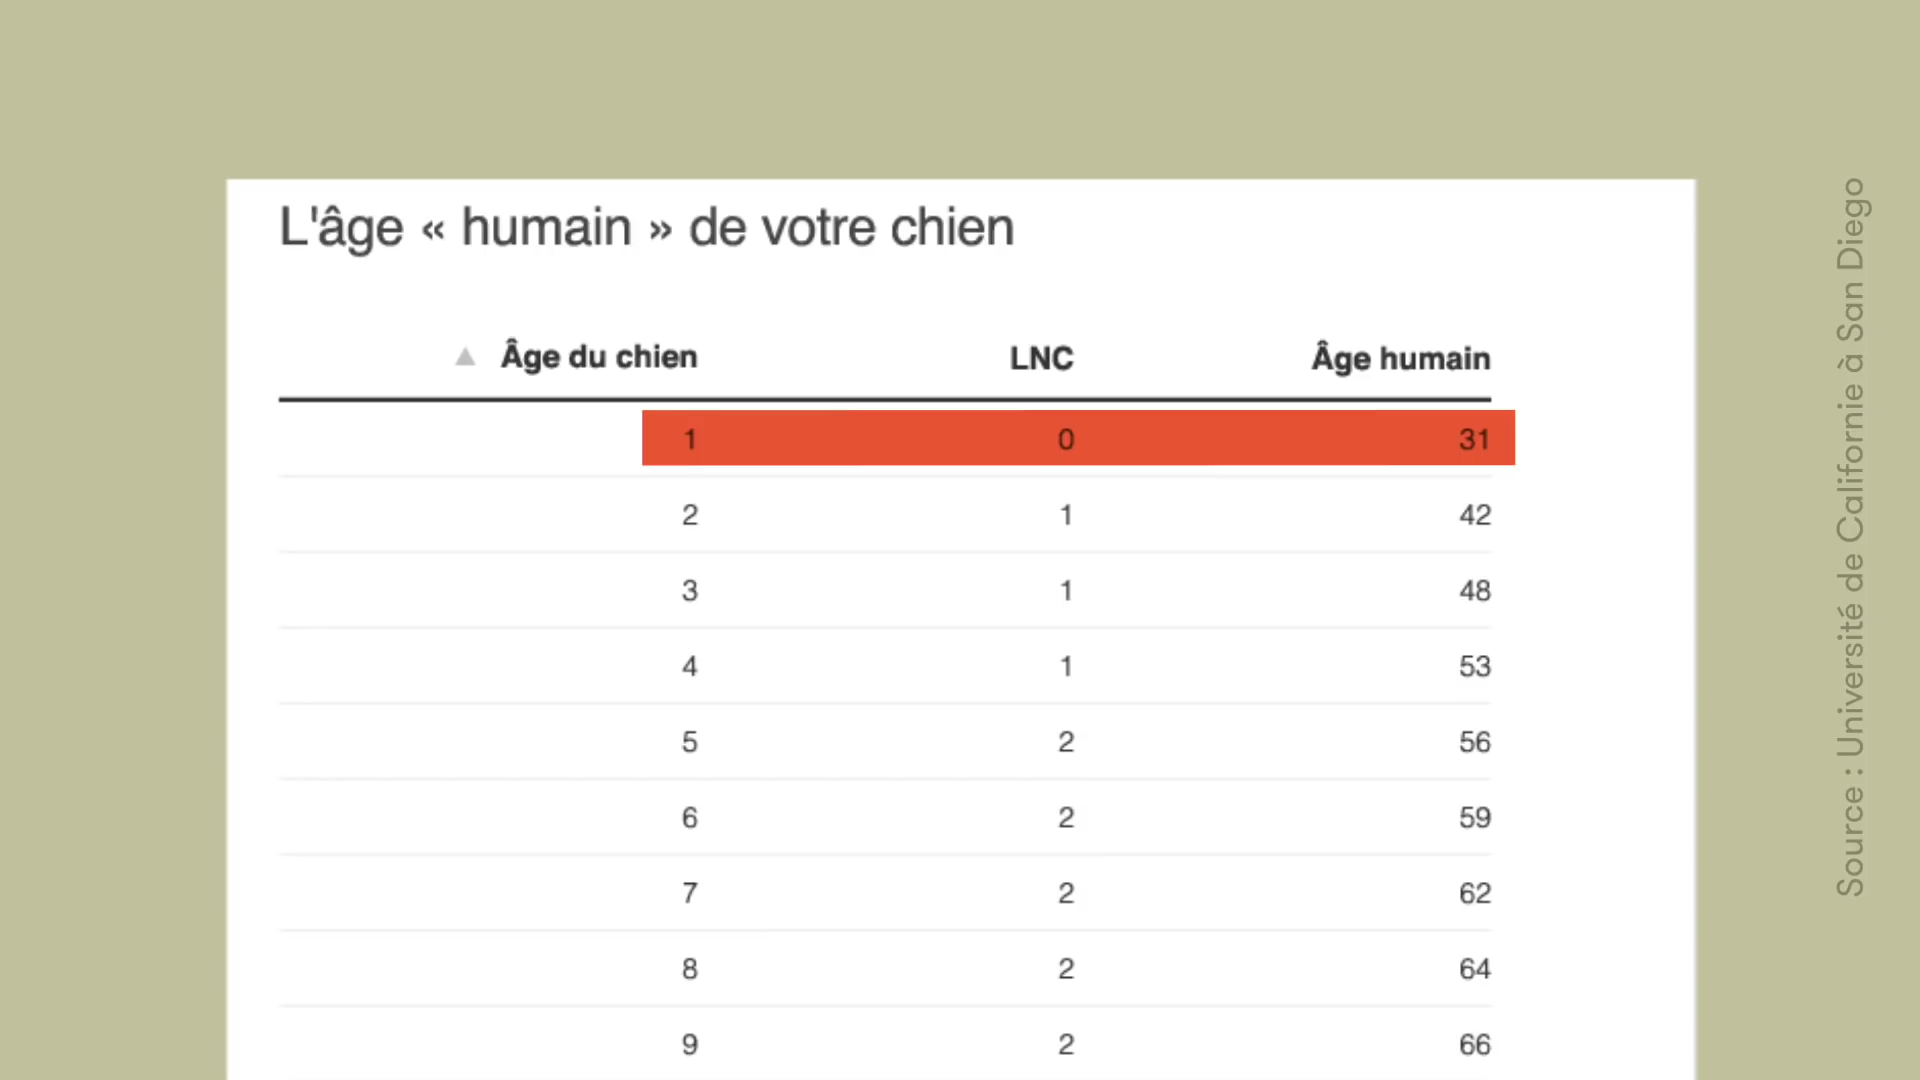 L'âge « humain » de votre chien
Âge du chien LNC Âge humain
1 0 31
2 1 42
3 1 48
4 1 53
5 2 56
6 2 59
7 2 62
8 2 64
9 2 66
Source : Université de Californie à San Diego